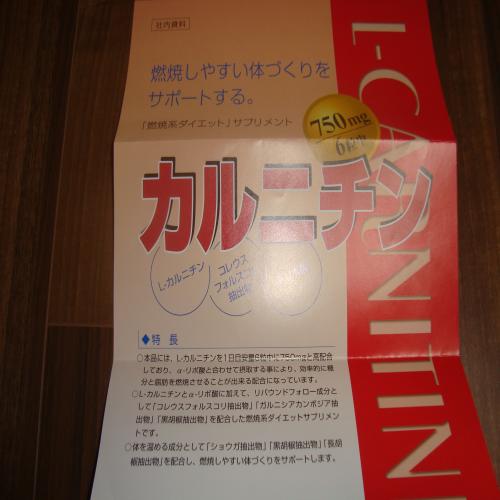 社内資料
燃焼しやすい体づくりを
サポートする。
「燃焼系ダイエット」サプリメント
750mg
6粒中
カルニチン
L-CARNITIN
L-カルニチン
コレウス
フォルスコリ
抽出物
◆特 長
○本品には、L-カルニチンを1日目安量6粒中に750mgと高配合
しており、α-リポ酸と合わせて摂取する事により、効率的に糖
分と脂肪を燃焼させることが出来る配合になっています。
○L-カルニチンとα-リポ酸に加えて、リバウンドフォロー成分と
して「コレウスフォルスコリ抽出物」「ガルシニアカンボジア抽
出物」「黒胡椒抽出物」を配合した燃焼系ダイエットサプリメント
です。
○体を温める成分として「ショウガ抽出物」「黒胡椒抽出物」「長胡
椒抽出物」を配合し、燃焼しやすい体づくりをサポートします。